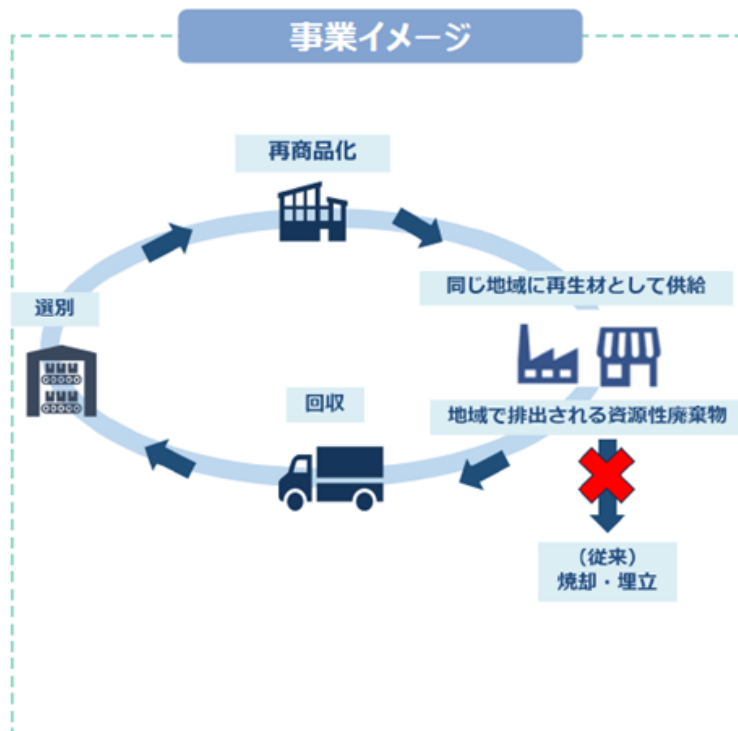 事業イメージ
再商品化
同じ地域に再生材として供給
選別
回収
地域で排出される資源性廃棄物
（従来）
焼却・埋立